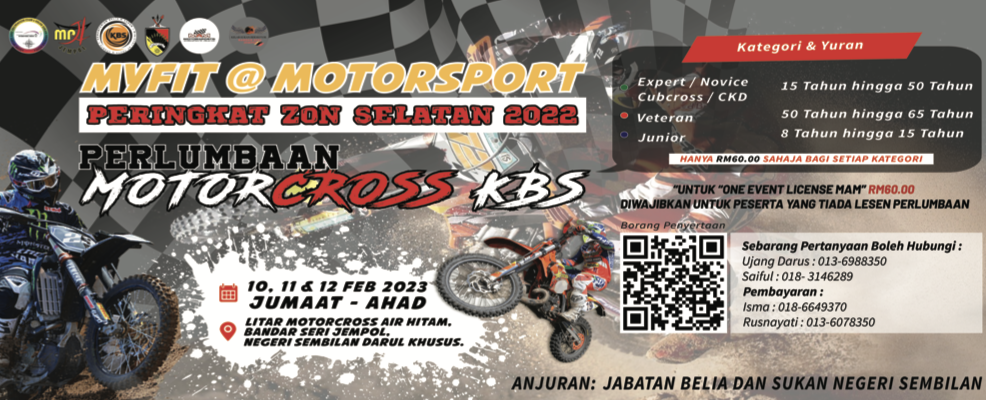 KBS
MYFIT @ MOTORSPORT
PERINGKAT ZON SELATAN 2022
PERLUMBAAN
MOTORCROSS KBS
10, 11 & 12 FEB 2023
JUMAAT - AHAD
LITAR MOTORCROSS AIR HITAM,
BANDAR SERI JEMPOL,
NEGERI SEMBILAN DARUL KHUSUS.
Kategori & Yuran
Expert / Novice
Cubcross / CKD
15 Tahun hingga 50 Tahun
Veteran
50 Tahun hingga 65 Tahun
Junior
8 Tahun hingga 15 Tahun
HANYA RM60.00 SAHAJA BAGI SETIAP KATEGORI
"UNTUK "ONE EVENT LICENSE MAM" RM60.00
DIWAJIBKAN UNTUK PESERTA YANG TIADA LESEN PERLUMBAAN
Borang Penyertaan
Sebarang Pertanyaan Boleh Hubungi :
Ujang Darus : 013-6988350
Saiful : 018- 3146289
Pembayaran :
Isma : 018-6649370
Rusnayati : 013-6078350
ANJURAN: JABATAN BELIA DAN SUKAN NEGERI SEMBILAN